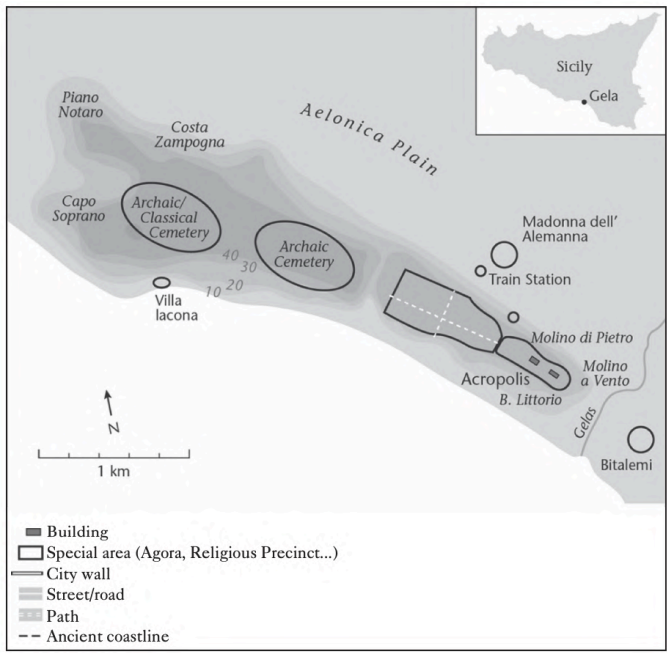 Sicily
Gela
Piano
Notaro
Costa
Zampogna
Aelonica Plain
Capo
Soprano
Archaic/
Classical
Cemetery
Archaic
Cemetery
40
30
20
10
Villa
Iacona
Madonna dell'
Alemanna
Train Station
Molino di Pietro
Molino
a Vento
Acropolis
B. Littorio
Gelas
Bitalemi
N
1 km
Building
Special area (Agora, Religious Precinct...)
City wall
Street/road
Path
Ancient coastline